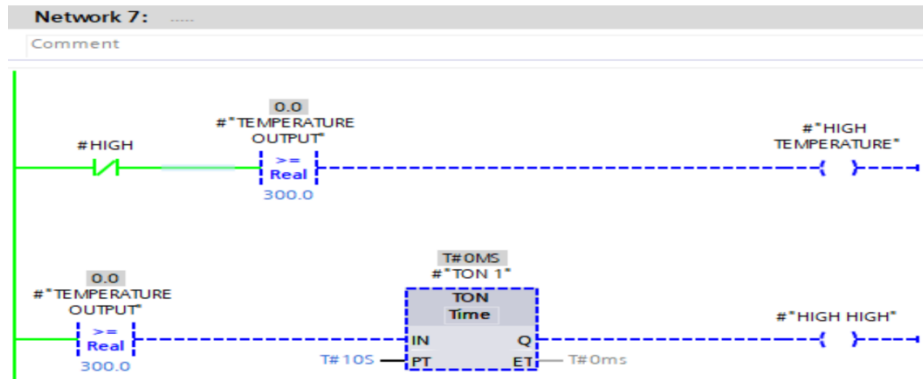 Network 7: .....
Comment
0.0
#"TEMPERATURE
OUTPUT"
#"HIGH
TEMPERATURE"
#HIGH
>=
Real
300.0
T#0MS
#"TON 1"
0.0
#"TEMPERATURE
OUTPUT"
TON
Time
#"HIGH HIGH"
>=
Real
IN
Q
300.0
T#10S
PT
ET
T#0ms